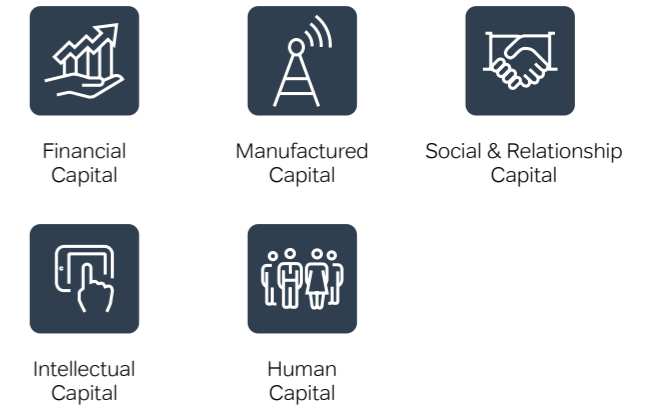 Financial
Capital
Manufactured
Capital
Social & Relationship
Capital
Intellectual
Capital
Human
Capital